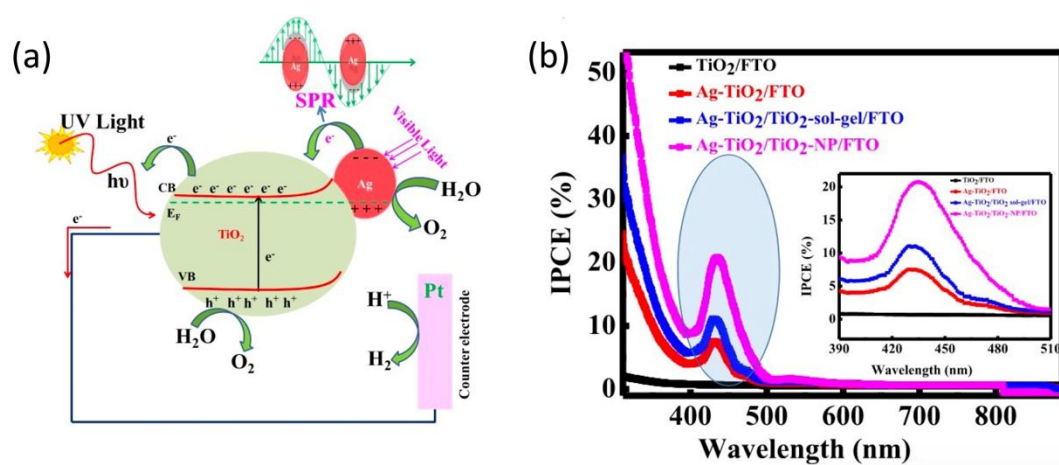 (a)
UV Light
hυ
e⁻
SPR
Ag
Ag
- - -
+++
+++
- - -
e⁻
Visible Light
- - - -
Ag
++++
H₂O
O₂
e⁻
CB
e⁻ e⁻ e⁻ e⁻ e⁻ e⁻
E_F
TiO₂
e⁻
VB
h⁺ h⁺ h⁺ h⁺ h⁺
H₂O
O₂
H⁺
H₂
Pt
Counter electrode
(b)
TiO₂/FTO
Ag-TiO₂/FTO
Ag-TiO₂/TiO₂-sol-gel/FTO
Ag-TiO₂/TiO₂-NP/FTO
IPCE (%)
50
40
30
20
10
0
400 500 600 700 800
Wavelength (nm)
TiO₂/FTO
Ag-TiO₂/FTO
Ag-TiO₂/TiO₂ sol-gel/FTO
Ag-TiO₂/TiO₂-NP/FTO
IPCE (%)
20
15
10
5
0
390 420 450 480 510
Wavelength (nm)